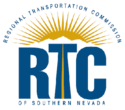 REGIONAL TRANSPORTATION COMMISSION
RTC
OF SOUTHERN NEVADA